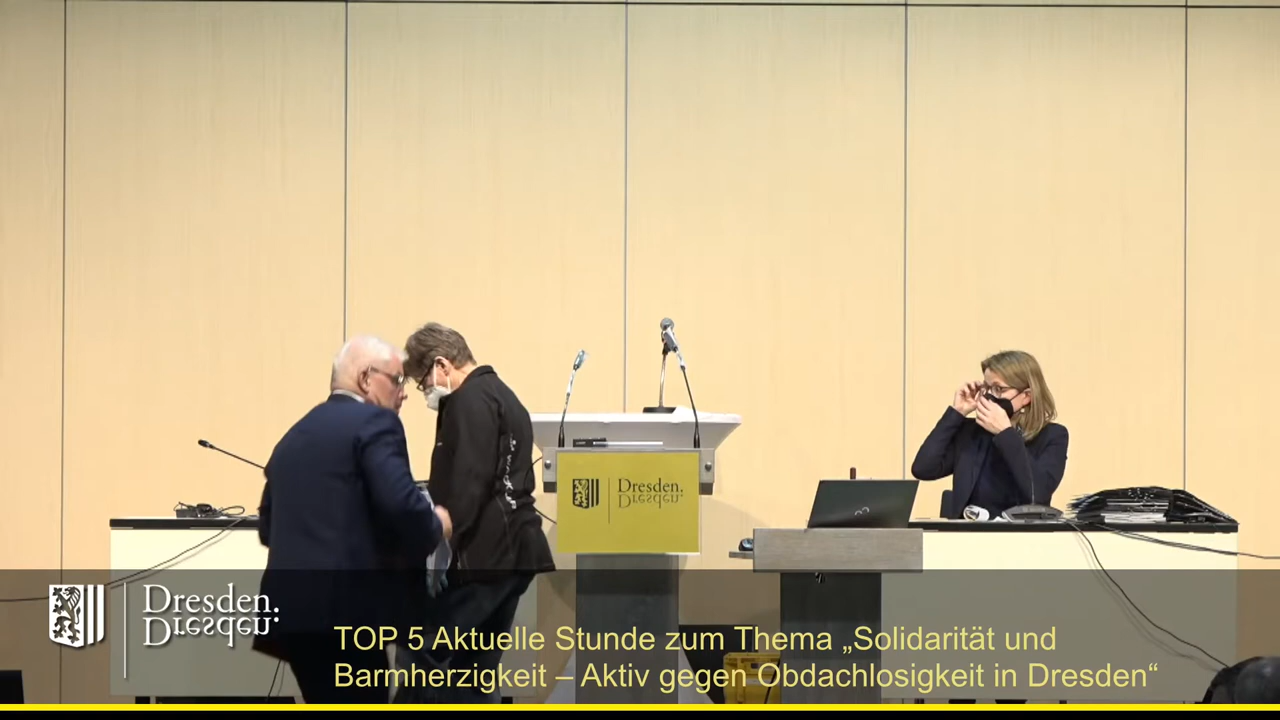 Dresden.
Dresden.
Dresden.
Dresden.
TOP 5 Aktuelle Stunde zum Thema „Solidarität und
Barmherzigkeit – Aktiv gegen Obdachlosigkeit in Dresden“